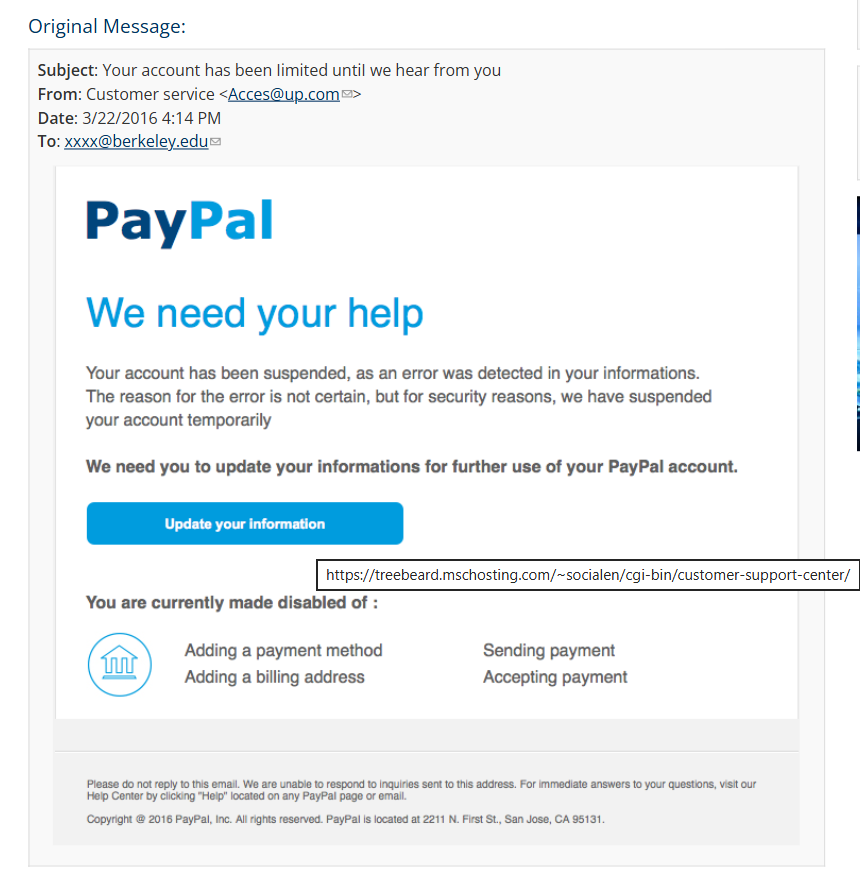 Original Message:
Subject: Your account has been limited until we hear from you
From: Customer service <Acces@up.com>
Date: 3/22/2016 4:14 PM
To: xxxx@berkeley.edu
PayPal
We need your help
Your account has been suspended, as an error was detected in your informations.
The reason for the error is not certain, but for security reasons, we have suspended
your account temporarily
We need you to update your informations for further use of your PayPal account.
Update your information
https://treebeard.mschosting.com/~socialen/cgi-bin/customer-support-center/
You are currently made disabled of :
Adding a payment method Sending payment
Adding a billing address Accepting payment
Please do not reply to this email. We are unable to respond to inquiries sent to this address. For immediate answers to your questions, visit our
Help Center by clicking "Help" located on any PayPal page or email.
Copyright @ 2016 PayPal, Inc. All rights reserved. PayPal is located at 2211 N. First St., San Jose, CA 95131.